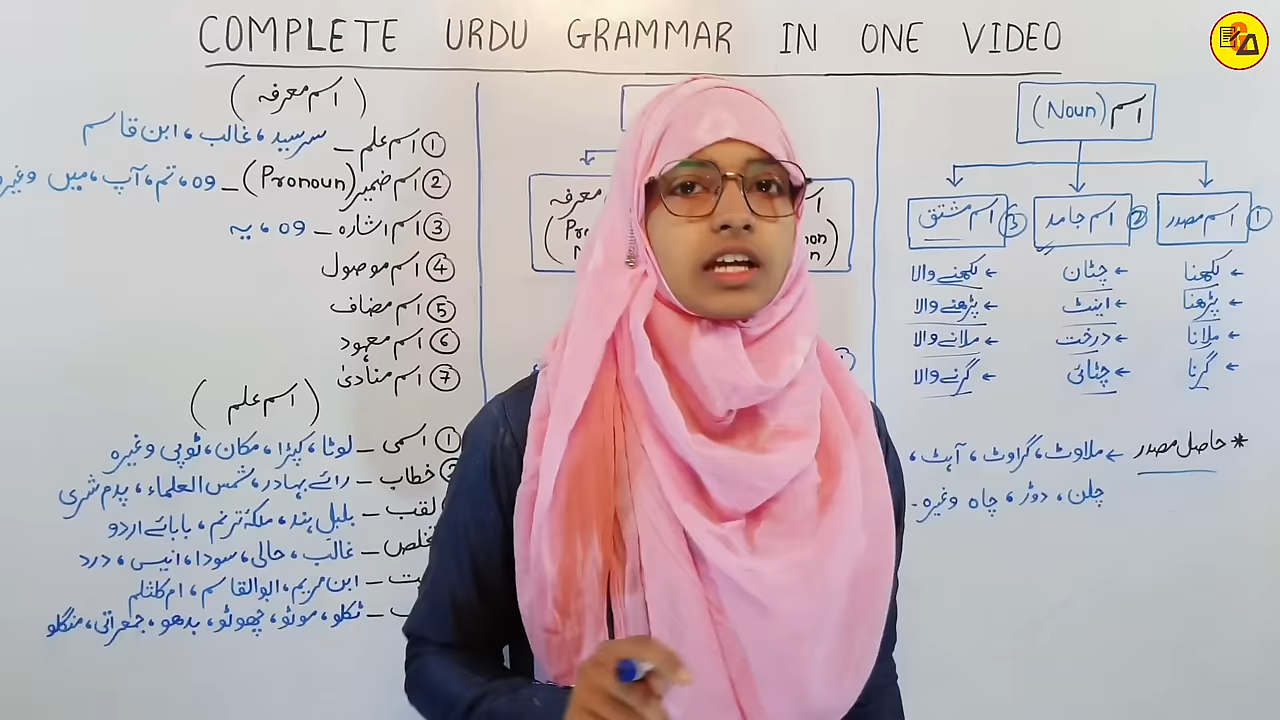 COMPLETE URDU GRAMMAR IN ONE VIDEO
اسم (Noun)
① اسم مصدر
② اسم جامد
③ اسم مشتق
← لکھنا
← پڑھنا
← ملانا
← گرنا
← چٹان
← اینٹ
← درخت
← چٹائی
← لکھنے والا
← پڑھنے والا
← ملانے والا
← گرنے والا
* حاصل مصدر ← ملاوٹ، گراوٹ، آہٹ،
چلن، دوڑ، چاہ وغیرہ۔
معرفہ
(اسم معرفہ)
① اسم علم – سرسید، غالب، ابن قاسم
② اسم ضمیر (Pronoun) – وہ، تم، آپ، میں وغیرہ
③ اسم اشارہ – وہ، یہ
④ اسم موصول
⑤ اسم مضاف
⑥ اسم معہود
⑦ اسم منادیٰ
(اسم علم)
① اسمی – لوٹا، کپڑا، مکان، ٹوپی وغیرہ
خطاب – رائے بہادر، شمس العلماء، پدم شری
لقب – بلبل ہند، ملکۂ ترنم، بابائے اردو
غالب، حالی، سودا، انیس، درد
ابن مریم، ابوالقاسم، ام کلثلم
ٹکلو، موٹو، چھوٹو، بدھو، جمعراتی، منگلو